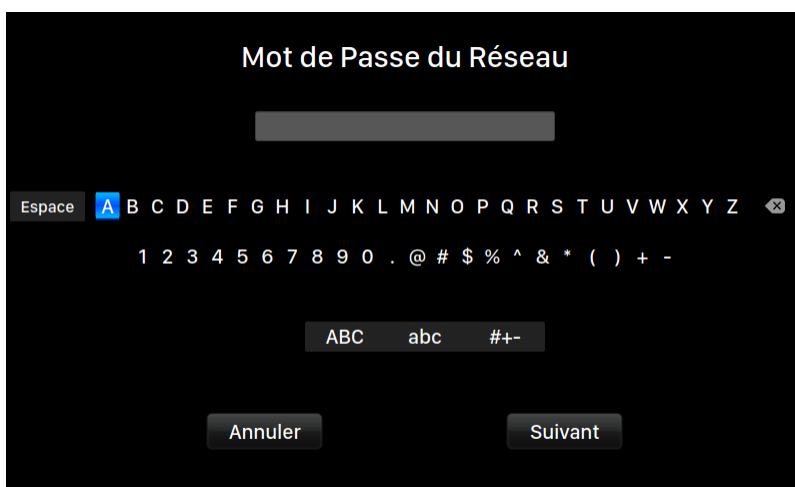 Mot de Passe du Réseau
Espace A B C D E F G H I J K L M N O P Q R S T U V W X Y Z
1 2 3 4 5 6 7 8 9 0 . @ # $ % ^ & * ( ) + -
ABC abc #+-
Annuler Suivant